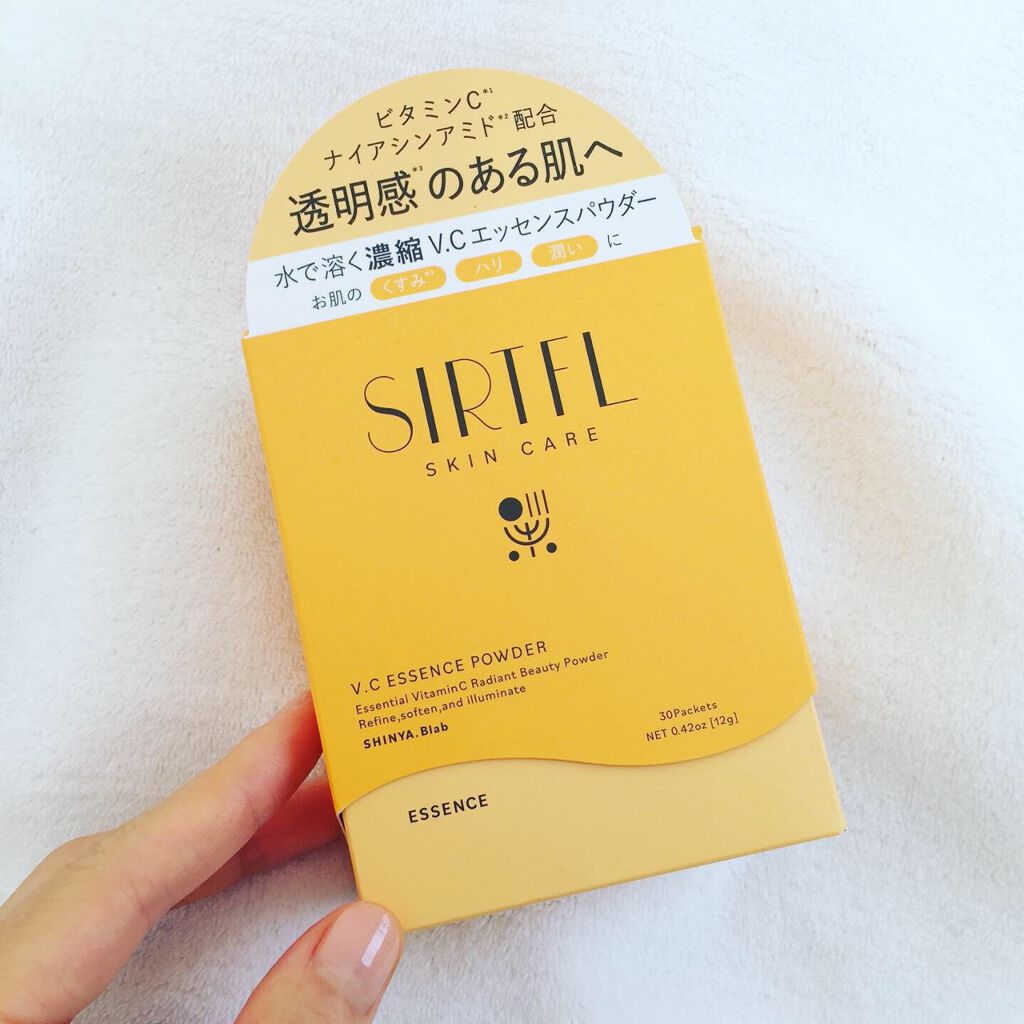 ビタミンC*1
ナイアシンアミド*2配合
透明感*3のある肌へ
水で溶く濃縮V.Cエッセンスパウダー
お肌の くすみ*3 ハリ 潤い に
SIRTFL
SKIN CARE
V.C ESSENCE POWDER
Essential VitaminC Radiant Beauty Powder
Refine,soften,and illuminate
SHINYA.Blab
30Packets
NET 0.42oz [12g]
ESSENCE